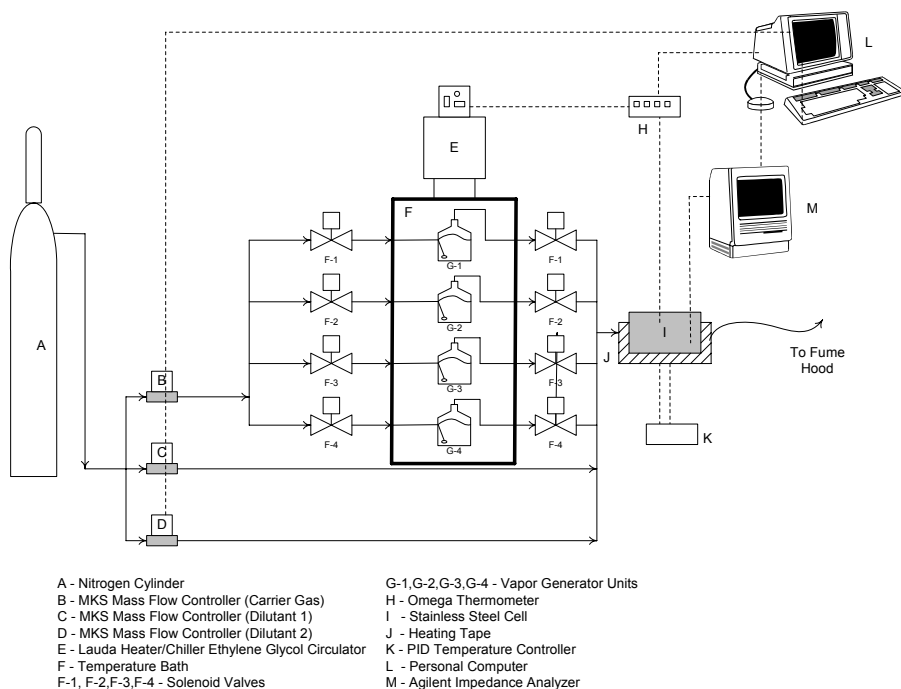 L
H
E
M
F
F-1
G-1
F-1
F-2
G-2
F-2
I
A
J
To Fume
Hood
F-3
G-3
F-3
B
F-4
G-4
F-4
K
C
D
A - Nitrogen Cylinder
B - MKS Mass Flow Controller (Carrier Gas)
C - MKS Mass Flow Controller (Dilutant 1)
D - MKS Mass Flow Controller (Dilutant 2)
E - Lauda Heater/Chiller Ethylene Glycol Circulator
F - Temperature Bath
F-1, F-2,F-3,F-4 - Solenoid Valves
G-1,G-2,G-3,G-4 - Vapor Generator Units
H - Omega Thermometer
I - Stainless Steel Cell
J - Heating Tape
K - PID Temperature Controller
L - Personal Computer
M - Agilent Impedance Analyzer